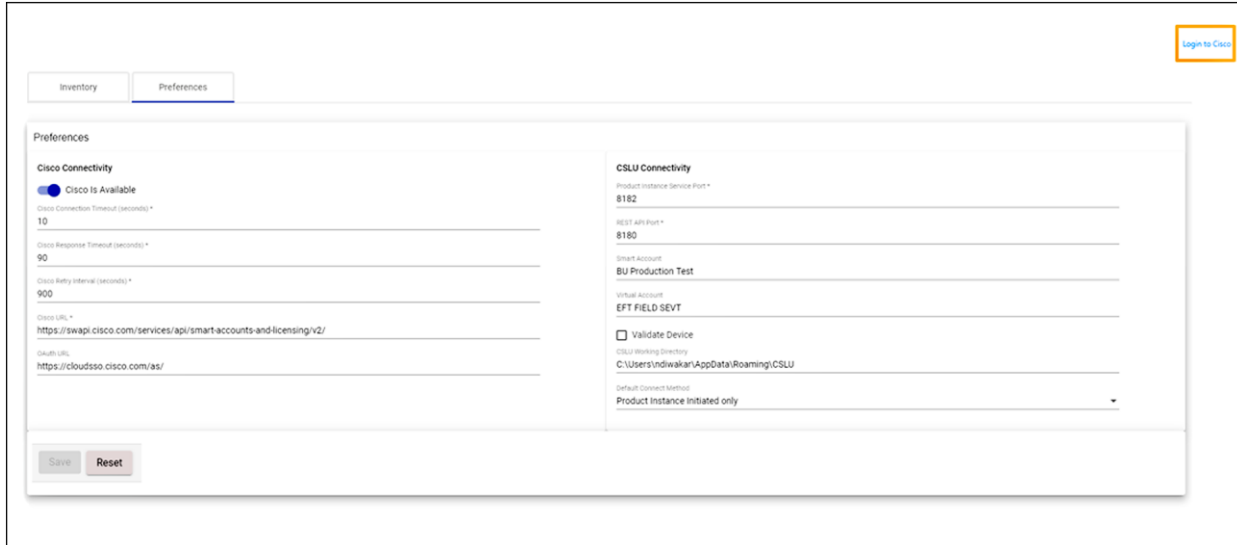 Login to Cisco
Inventory
Preferences
Preferences
Cisco Connectivity
Cisco Is Available
Cisco Connection Timeout (seconds) *
10
Cisco Response Timeout (seconds) *
90
Cisco Retry Interval (seconds) *
900
Cisco URL *
https://swapi.cisco.com/services/api/smart-accounts-and-licensing/v2/
OAuth URL
https://cloudsso.cisco.com/as/
CSLU Connectivity
Product Instance Service Port *
8182
REST API Port *
8180
Smart Account
BU Production Test
Virtual Account
EFT FIELD SEVT
Validate Device
CSLU Working Directory
C:\Users\ndiwakar\AppData\Roaming\CSLU
Default Connect Method
Product Instance Initiated only
Save
Reset